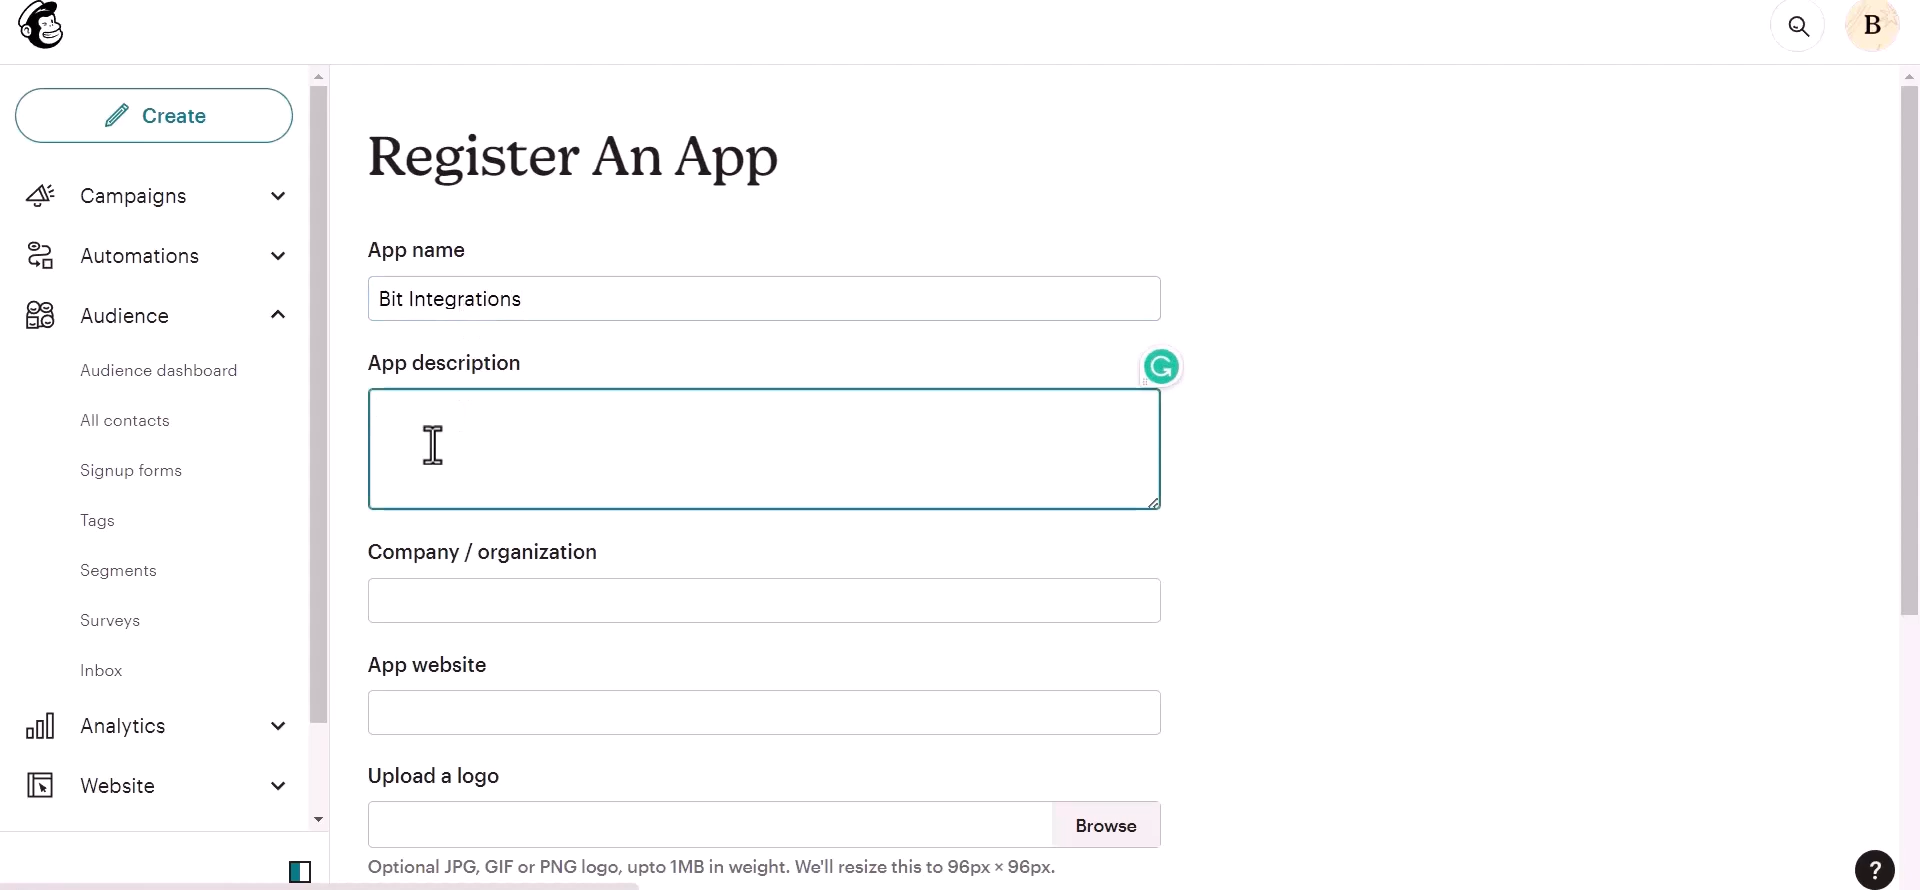 B
Create
Campaigns
Automations
Audience
Audience dashboard
All contacts
Signup forms
Tags
Segments
Surveys
Inbox
Analytics
Website
Register An App
App name
Bit Integrations
App description
Company / organization
App website
Upload a logo
Browse
Optional JPG, GIF or PNG logo, upto 1MB in weight. We'll resize this to 96px × 96px.
?